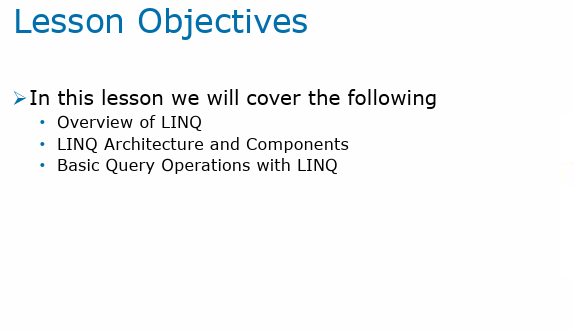 Lesson Objectives
➢In this lesson we will cover the following
• Overview of LINQ
• LINQ Architecture and Components
• Basic Query Operations with LINQ